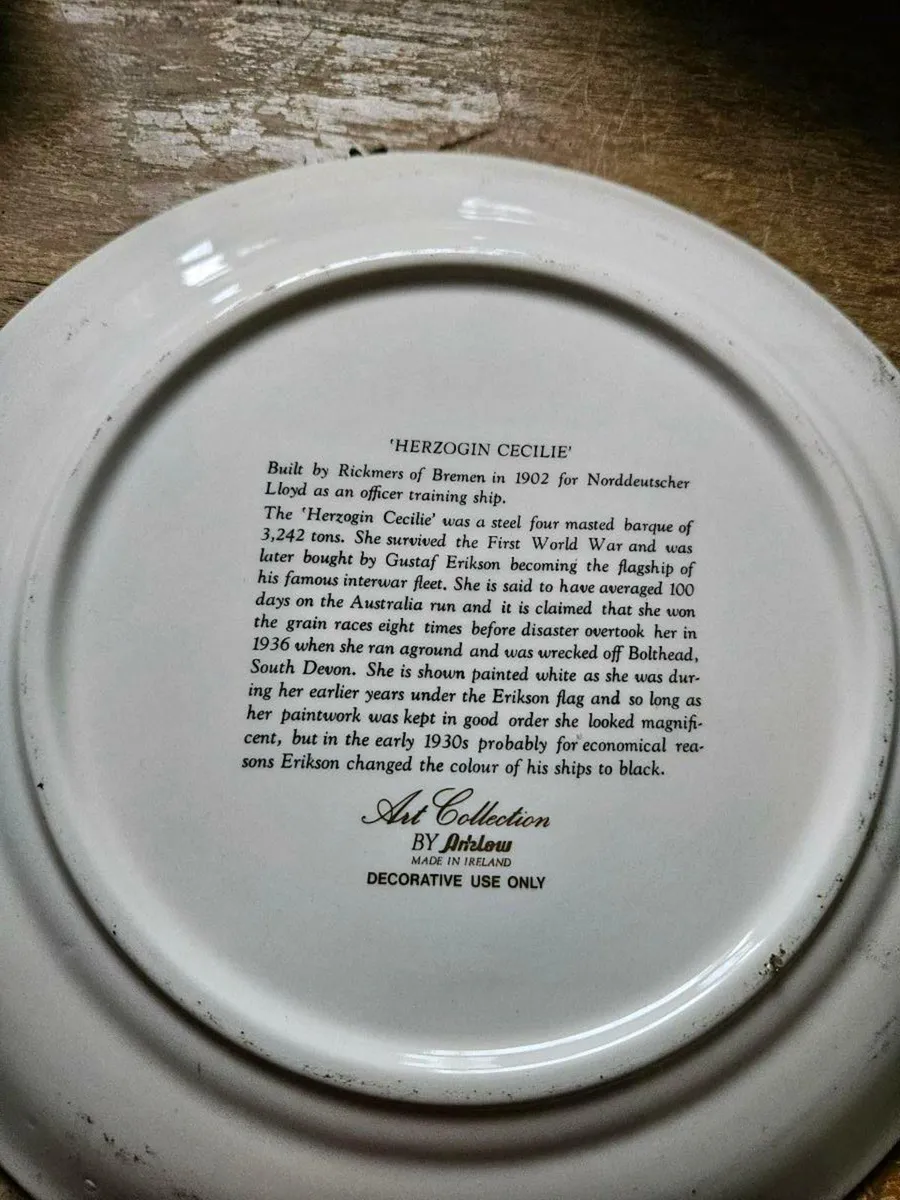 'HERZOGIN CECILIE'
Built by Rickmers of Bremen in 1902 for Norddeutscher
Lloyd as an officer training ship.
The 'Herzogin Cecilie' was a steel four masted barque of
3,242 tons. She survived the First World War and was
later bought by Gustaf Erikson becoming the flagship of
his famous interwar fleet. She is said to have averaged 100
days on the Australia run and it is claimed that she won
the grain races eight times before disaster overtook her in
1936 when she ran aground and was wrecked off Bolthead,
South Devon. She is shown painted white as she was dur-
ing her earlier years under the Erikson flag and so long as
her paintwork was kept in good order she looked magnifi-
cent, but in the early 1930s probably for economical rea-
sons Erikson changed the colour of his ships to black.
Art Collection
BY Arklow
MADE IN IRELAND
DECORATIVE USE ONLY